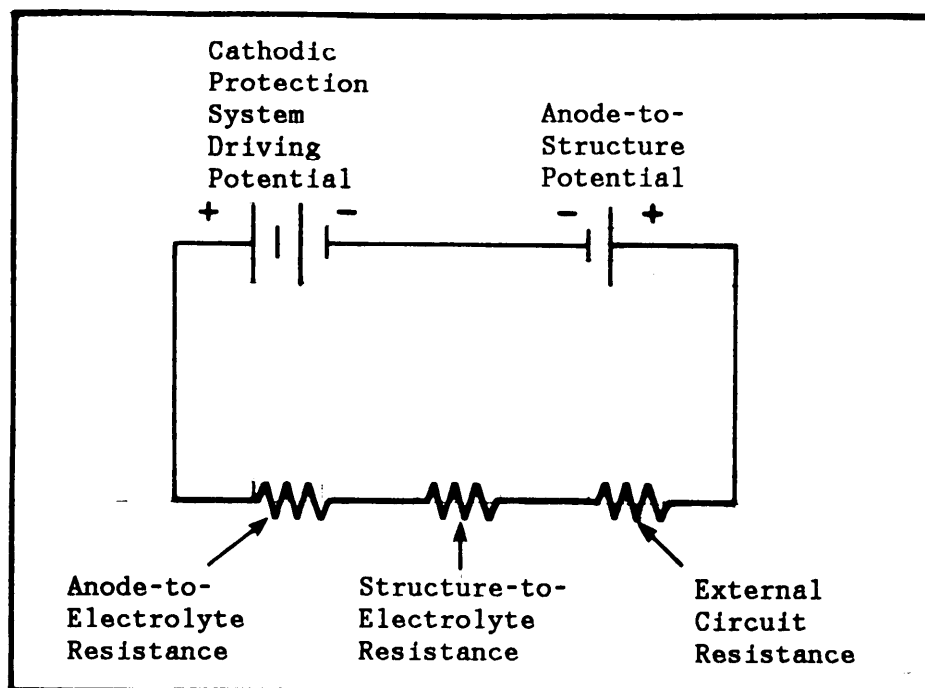 Cathodic
Protection
System
Driving
Potential
Anode-to-
Structure
Potential
+ -
- +
Anode-to-
Electrolyte
Resistance
Structure-to-
Electrolyte
Resistance
External
Circuit
Resistance